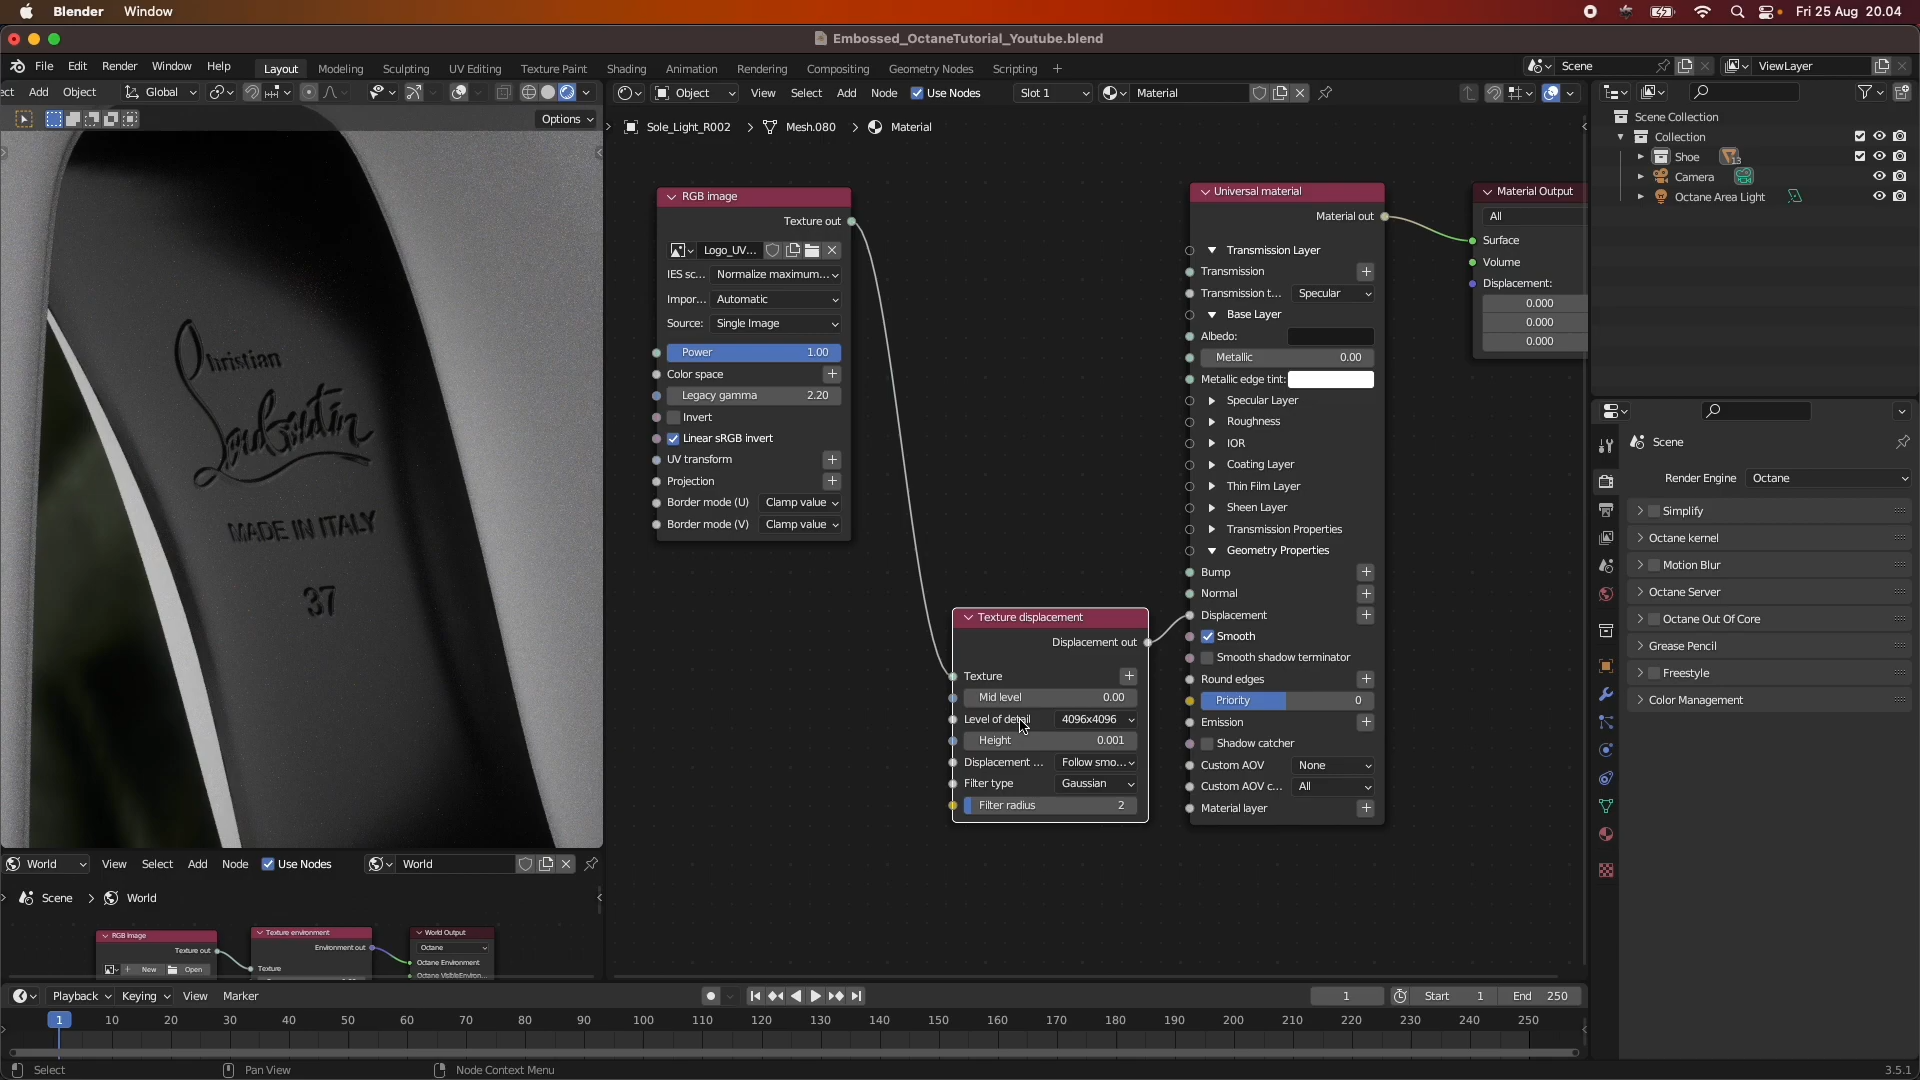 Blender Window Fri 25 Aug 20.04
Embossed_OctaneTutorial_Youtube.blend
File Edit Render Window Help Layout Modeling Sculpting UV Editing Texture Paint Shading Animation Rendering Compositing Geometry Nodes Scripting + Scene ViewLayer
ect Add Object Global Object View Select Add Node Use Nodes Slot 1 Material
Options
Sole_Light_R002 > Mesh.080 > Material
Scene Collection
Collection
Shoe 13
Camera
Octane Area Light
RGB image
Texture out
Logo_UV...
IES sc... Normalize maximum...
Impor... Automatic
Source: Single Image
Power 1.00
Color space
Legacy gamma 2.20
Invert
Linear sRGB invert
UV transform
Projection
Border mode (U) Clamp value
Border mode (V) Clamp value
Texture displacement
Displacement out
Texture
Mid level 0.00
Level of detail 4096x4096
Height 0.001
Displacement ... Follow smo...
Filter type Gaussian
Filter radius 2
Universal material
Material out
Transmission Layer
Transmission
Transmission t... Specular
Base Layer
Albedo:
Metallic 0.00
Metallic edge tint:
Specular Layer
Roughness
IOR
Coating Layer
Thin Film Layer
Sheen Layer
Transmission Properties
Geometry Properties
Bump
Normal
Displacement
Smooth
Smooth shadow terminator
Round edges
Priority 0
Emission
Shadow catcher
Custom AOV None
Custom AOV c... All
Material layer
Material Output
All
Surface
Volume
Displacement:
0.000
0.000
0.000
Scene
Render Engine Octane
Simplify
Octane kernel
Motion Blur
Octane Server
Octane Out Of Core
Grease Pencil
Freestyle
Color Management
Christian
Louboutin
MADE IN ITALY
37
World View Select Add Node Use Nodes World
Scene > World
RGB image
Texture out
New Open
Texture environment
Environment out
Texture
World Output
Octane
Octane Environment
Octane VisibleEnviron...
Playback Keying View Marker 1 Start 1 End 250
1 10 20 30 40 50 60 70 80 90 100 110 120 130 140 150 160 170 180 190 200 210 220 230 240 250
Select Pan View Node Context Menu 3.5.1